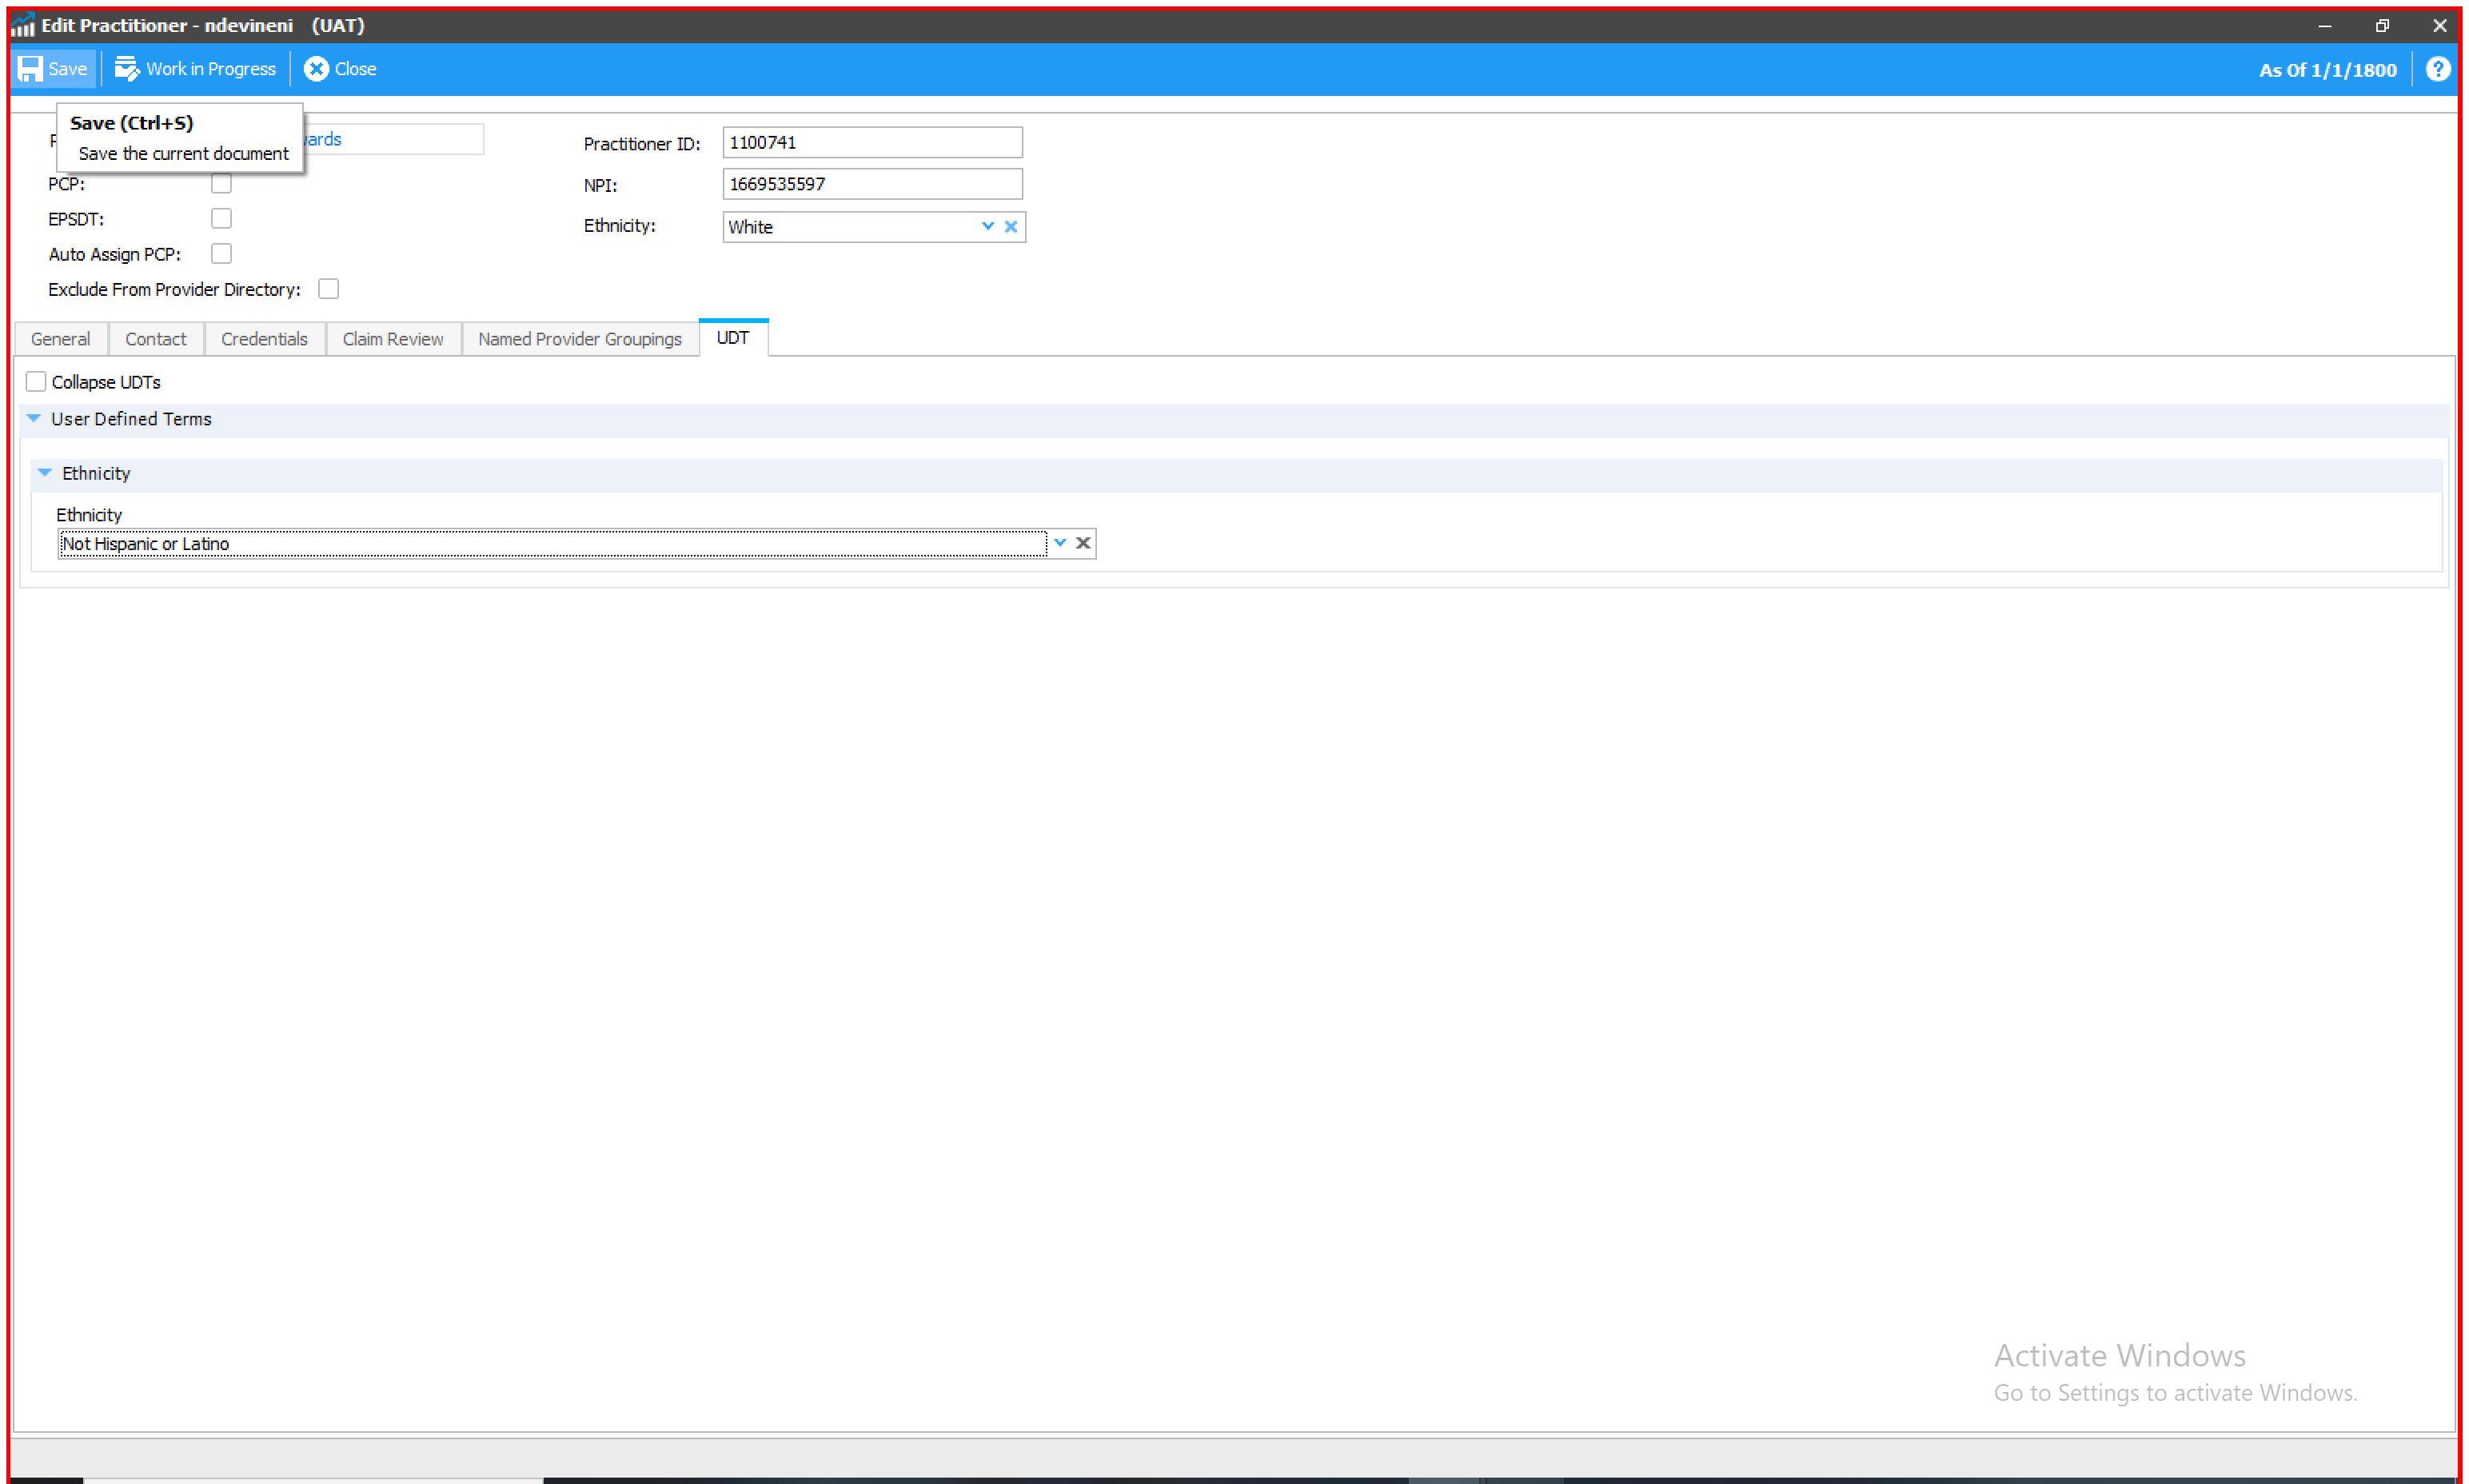 Edit Practitioner - ndevineni (UAT)
Save Work in Progress Close As Of 1/1/1800 ?
Save (Ctrl+S)
Save the current document
Practitioner ID: 1100741
PCP:
NPI: 1669535597
EPSDT:
Ethnicity: White
Auto Assign PCP:
Exclude From Provider Directory:
General Contact Credentials Claim Review Named Provider Groupings UDT
Collapse UDTs
User Defined Terms
Ethnicity
Ethnicity
Not Hispanic or Latino
Activate Windows
Go to Settings to activate Windows.